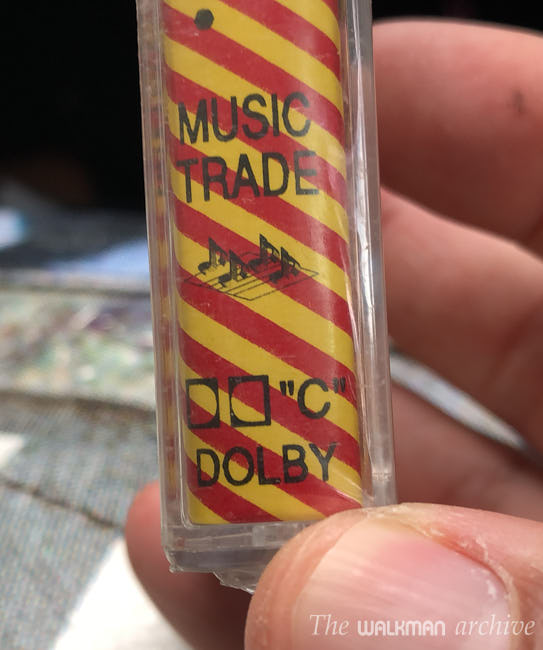 MUSIC
TRADE
"C"
DOLBY
The WALKMAN archive